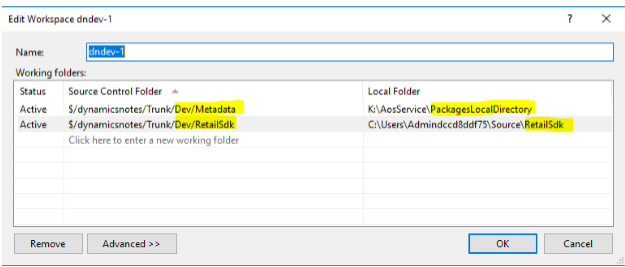 Edit Workspace dndev-1
Name: dndev-1
Working folders:
Status Source Control Folder Local Folder
Active $/dynamicsnotes/Trunk/Dev/Metadata K:\AosService\PackagesLocalDirectory
Active $/dynamicsnotes/Trunk/Dev/RetailSdk C:\Users\Admindccd8ddf75\Source\RetailSdk
Click here to enter a new working folder
Remove Advanced >> OK Cancel